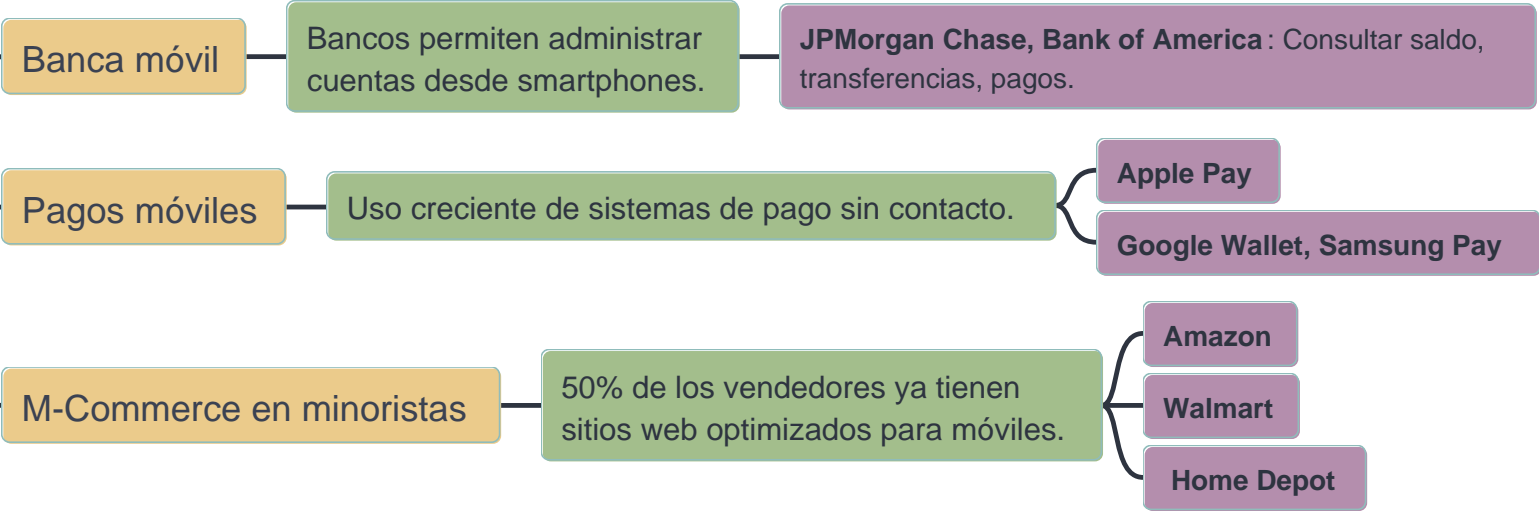 Banca móvil
Bancos permiten administrar
cuentas desde smartphones.
JPMorgan Chase, Bank of America: Consultar saldo,
transferencias, pagos.
Pagos móviles
Uso creciente de sistemas de pago sin contacto.
Apple Pay
Google Wallet, Samsung Pay
M-Commerce en minoristas
50% de los vendedores ya tienen
sitios web optimizados para móviles.
Amazon
Walmart
Home Depot